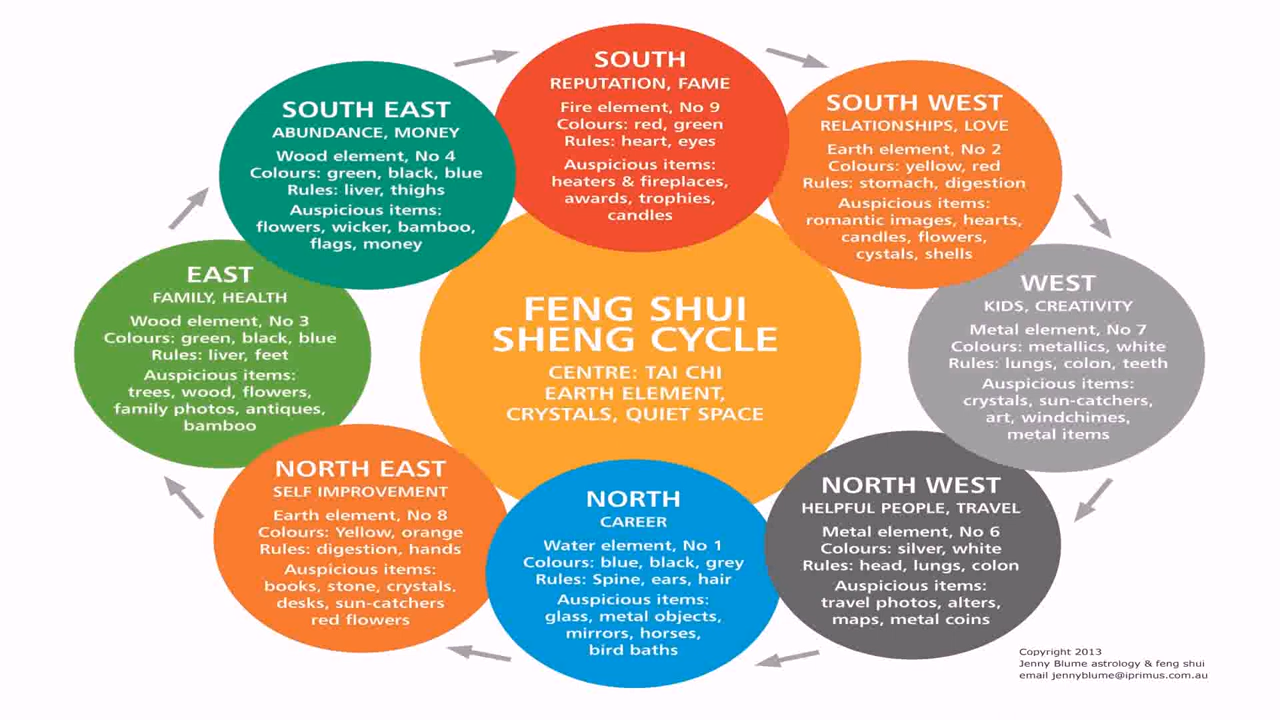 SOUTH
REPUTATION, FAME
Fire element, No 9
Colours: red, green
Rules: heart, eyes
Auspicious items:
heaters & fireplaces,
awards, trophies,
candles
SOUTH WEST
RELATIONSHIPS, LOVE
Earth element, No 2
Colours: yellow, red
Rules: stomach, digestion
Auspicious items:
romantic images, hearts,
candles, flowers,
cystals, shells
WEST
KIDS, CREATIVITY
Metal element, No 7
Colours: metallics, white
Rules: lungs, colon, teeth
Auspicious items:
crystals, sun-catchers,
art, windchimes,
metal items
NORTH WEST
HELPFUL PEOPLE, TRAVEL
Metal element, No 6
Colours: silver, white
Rules: head, lungs, colon
Auspicious items:
travel photos, alters,
maps, metal coins
NORTH
CAREER
Water element, No 1
Colours: blue, black, grey
Rules: Spine, ears, hair
Auspicious items:
glass, metal objects,
mirrors, horses,
bird baths
NORTH EAST
SELF IMPROVEMENT
Earth element, No 8
Colours: Yellow, orange
Rules: digestion, hands
Auspicious items:
books, stone, crystals,
desks, sun-catchers
red flowers
EAST
FAMILY, HEALTH
Wood element, No 3
Colours: green, black, blue
Rules: liver, feet
Auspicious items:
trees, wood, flowers,
family photos, antiques,
bamboo
SOUTH EAST
ABUNDANCE, MONEY
Wood element, No 4
Colours: green, black, blue
Rules: liver, thighs
Auspicious items:
flowers, wicker, bamboo,
flags, money
FENG SHUI
SHENG CYCLE
CENTRE: TAI CHI
EARTH ELEMENT,
CRYSTALS, QUIET SPACE
Copyright 2013
Jenny Blume astrology & feng shui
email jennyblume@iprimus.com.au